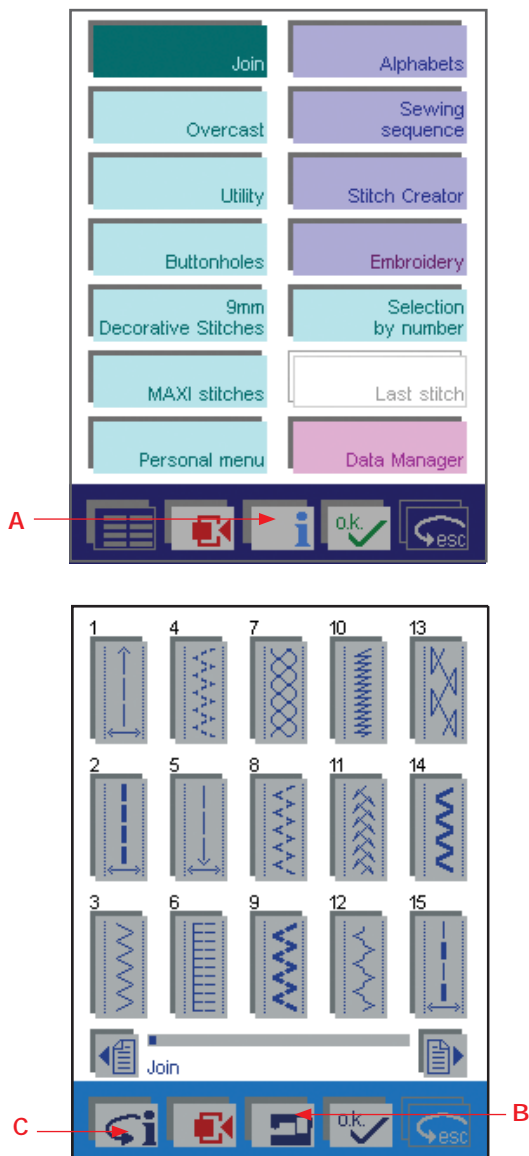 Join
Alphabets
Overcast
Sewing
sequence
Utility
Stitch Creator
Buttonholes
Embroidery
9mm
Decorative Stitches
Selection
by number
MAXI stitches
Last stitch
Personal menu
Data Manager
A
i
o.k.
esc
1 4 7 10 13
2 5 8 11 14
3 6 9 12 15
Join
C
i
o.k.
esc
B